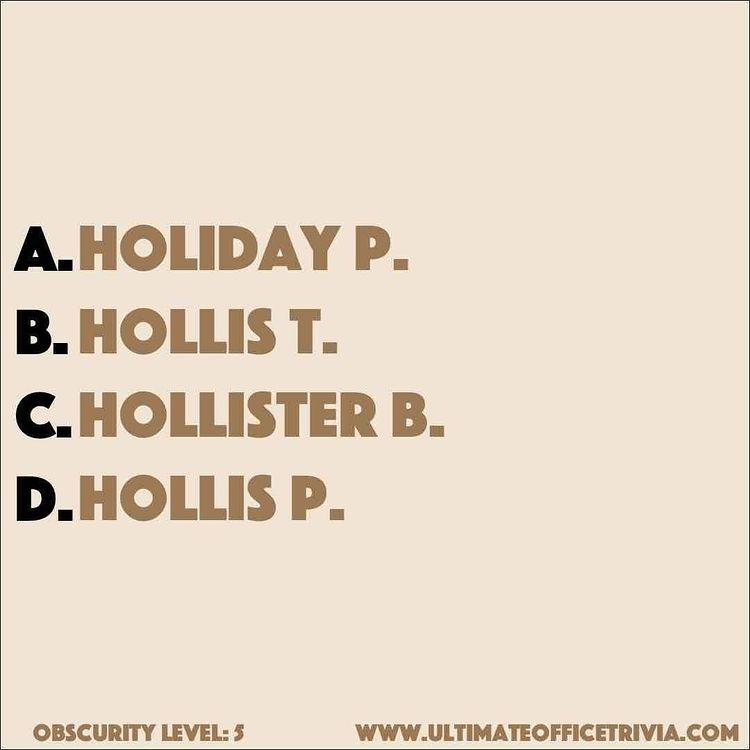 A. HOLIDAY P.
B. HOLLIS T.
C. HOLLISTER B.
D. HOLLIS P.
OBSCURITY LEVEL: 5 WWW.ULTIMATEOFFICETRIVIA.COM